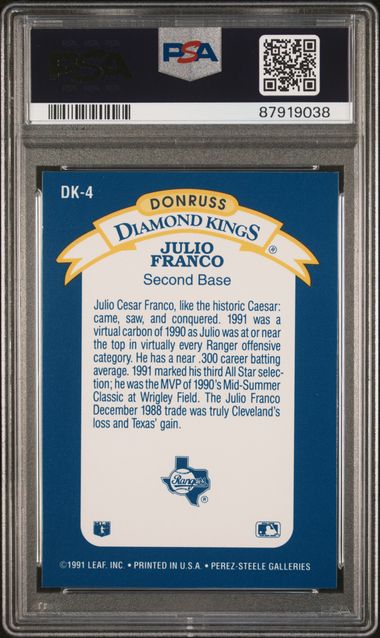 PSA
PSA
87919038
DK-4
DONRUSS
DIAMOND KINGS®
JULIO
FRANCO
Second Base
Julio Cesar Franco, like the historic Caesar:
came, saw, and conquered. 1991 was a
virtual carbon of 1990 as Julio was at or near
the top in virtually every Ranger offensive
category. He has a near .300 career batting
average. 1991 marked his third All Star selec-
tion; he was the MVP of 1990's Mid-Summer
Classic at Wrigley Field. The Julio Franco
December 1988 trade was truly Cleveland's
loss and Texas' gain.
Rangers ®
©1991 LEAF, INC. • PRINTED IN U.S.A. • PEREZ-STEELE GALLERIES